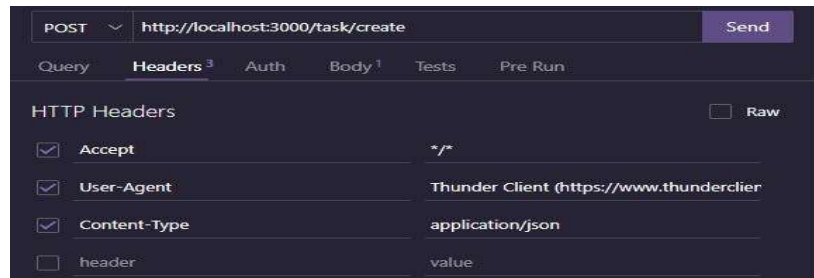 POST http://localhost:3000/task/create Send
Query Headers 3 Auth Body 1 Tests Pre Run
HTTP Headers Raw
Accept */*
User-Agent Thunder Client (https://www.thunderclier
Content-Type application/json
header value